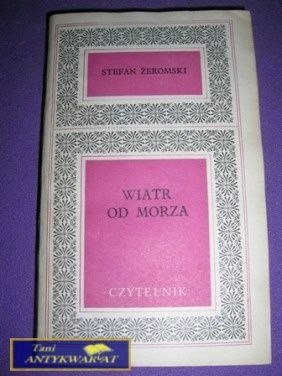 STEFAN ŻEROMSKI
WIATR
OD MORZA
CZYTELNIK
Tani
ANTYKWARIAT